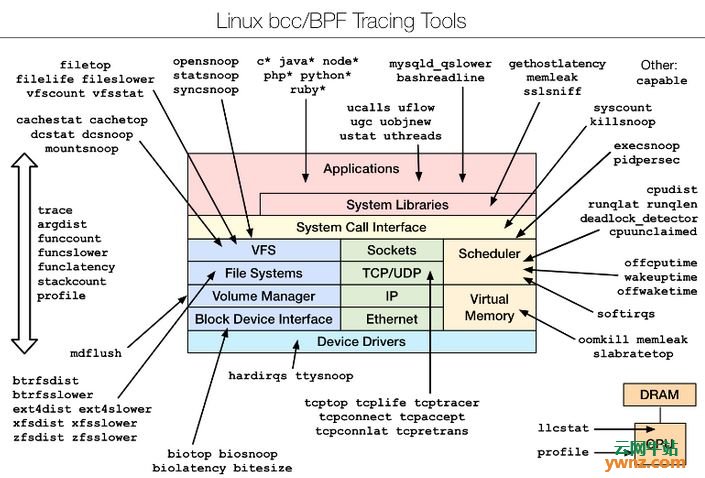 Linux bcc/BPF Tracing Tools
filetop
filelife fileslower
vfscount vfsstat
opensnoop
statsnoop
syncsnoop
c* java* node*
php* python*
ruby*
mysqld_qslower
bashreadline
gethostlatency
memleak
sslsniff
Other:
capable
cachestat cachetop
dcstat dcsnoop
mountsnoop
ucalls uflow
ugc uobjnew
ustat uthreads
syscount
killsnoop
execsnoop
pidpersec
cpudist
runqlat runqlen
deadlock_detector
cpuunclaimed
offcputime
wakeuptime
offwaketime
softirqs
oomkill memleak
slabratetop
trace
argdist
funccount
funcslower
funclatency
stackcount
profile
Applications
System Libraries
System Call Interface
VFS
Sockets
Scheduler
File Systems
TCP/UDP
Volume Manager
IP
Virtual
Memory
Block Device Interface
Ethernet
Device Drivers
mdflush
hardirqs ttysnoop
btrfsdist
btrfsslower
ext4dist ext4slower
xfsdist xfsslower
zfsdist zfsslower
biotop biosnoop
biolatency bitesize
tcptop tcplife tcptracer
tcpconnect tcpaccept
tcpconnlat tcpretrans
DRAM
llcstat
CPU
profile
云网牛站
ywnz.com